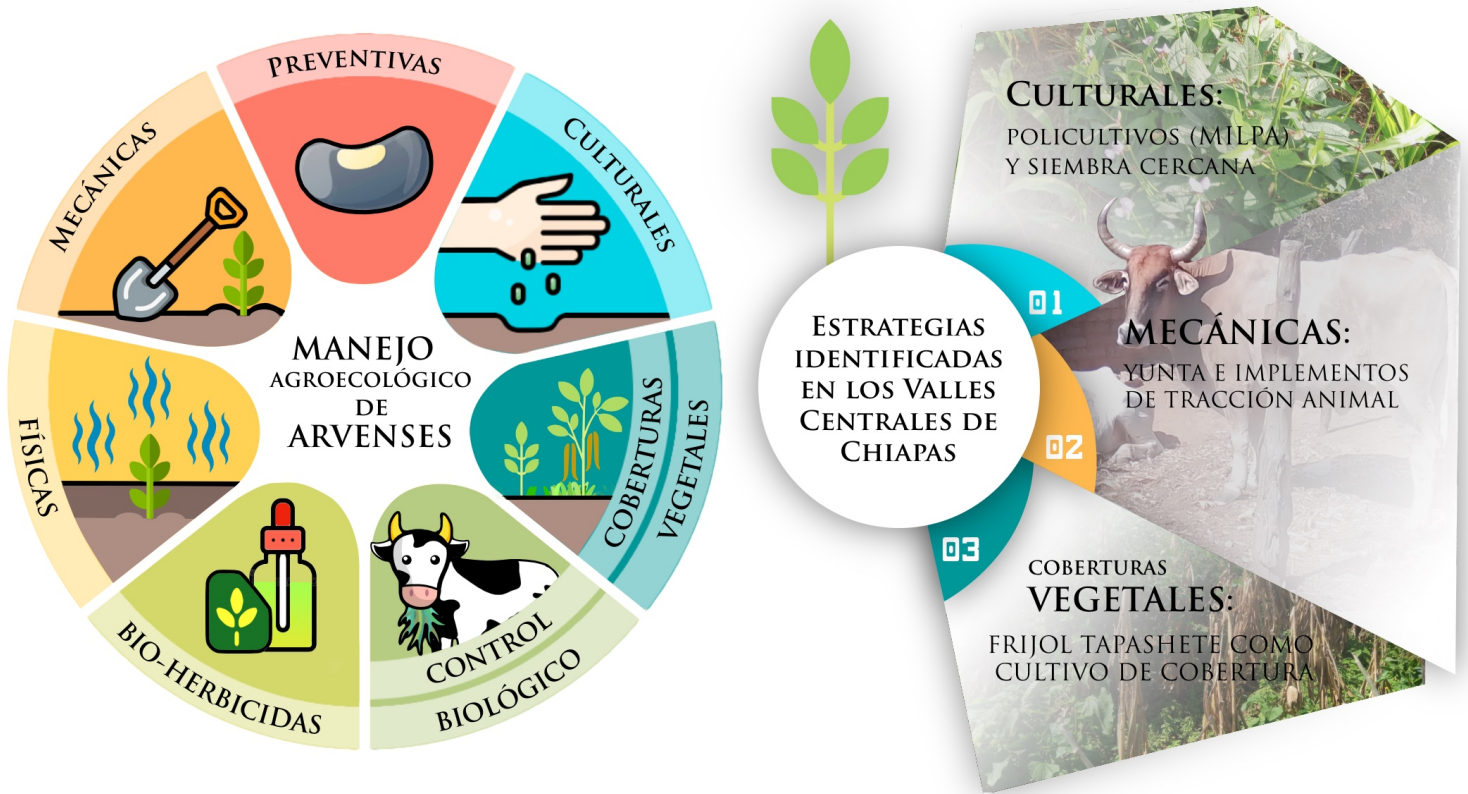 PREVENTIVAS
CULTURALES
COBERTURAS
VEGETALES
CONTROL
BIOLÓGICO
BIO-HERBICIDAS
FÍSICAS
MECÁNICAS
MANEJO
AGROECOLÓGICO
DE
ARVENSES
ESTRATEGIAS
IDENTIFICADAS
EN LOS VALLES
CENTRALES DE
CHIAPAS
01
CULTURALES:
POLICULTIVOS (MILPA)
Y SIEMBRA CERCANA
02
MECÁNICAS:
YUNTA E IMPLEMENTOS
DE TRACCIÓN ANIMAL
03
COBERTURAS
VEGETALES:
FRIJOL TAPASHETE COMO
CULTIVO DE COBERTURA